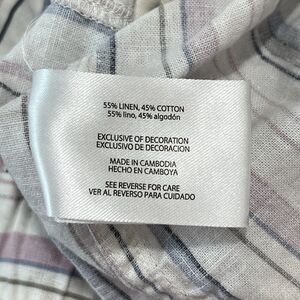 55% LINEN, 45% COTTON
55% lino, 45% algodón
EXCLUSIVE OF DECORATION
EXCLUSIVO DE DECORACION
MADE IN CAMBODIA
HECHO EN CAMBOYA
SEE REVERSE FOR CARE
VER AL REVERSO PARA CUIDADO